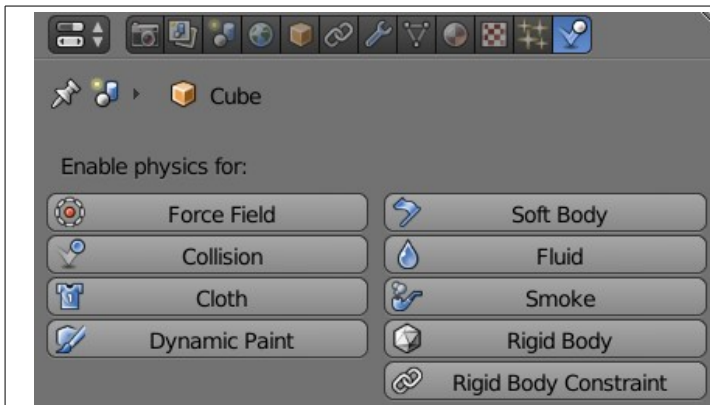 Cube
Enable physics for:
Force Field
Soft Body
Collision
Fluid
Cloth
Smoke
Dynamic Paint
Rigid Body
Rigid Body Constraint